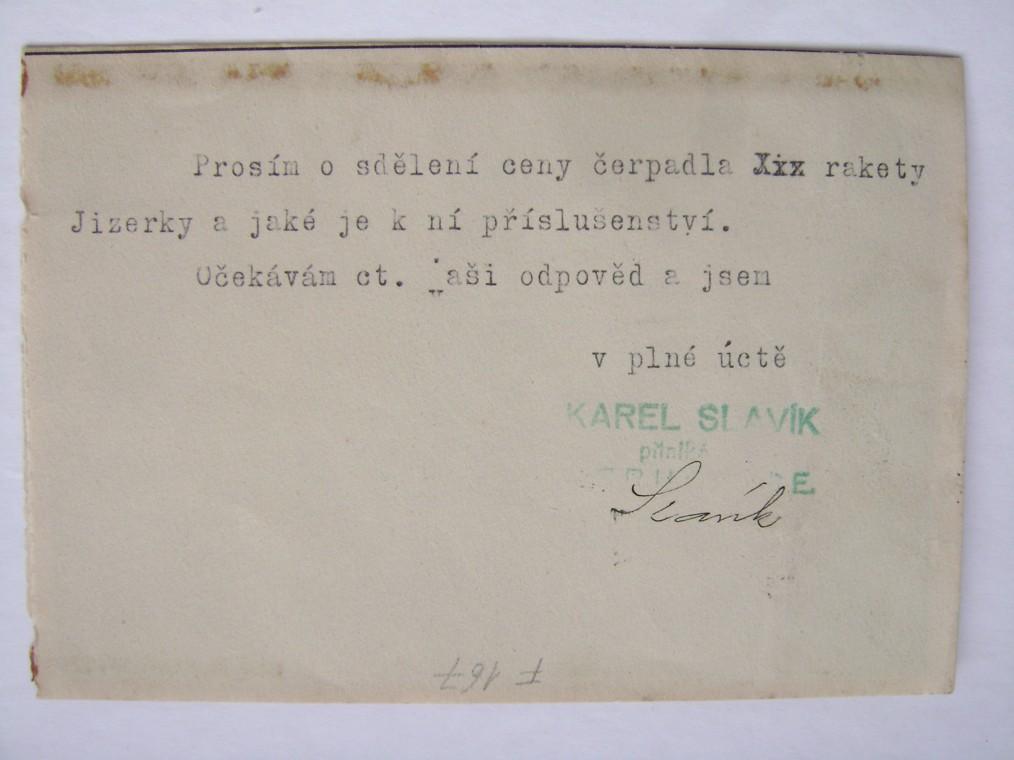 Prosím o sdělení ceny čerpadla Xxx rakety
Jizerky a jaké je k ní příslušenství.
Očekávám ct. Vaši odpověd a jsem
v plné úctě
KAREL SLAVÍK
Slavík
F 167